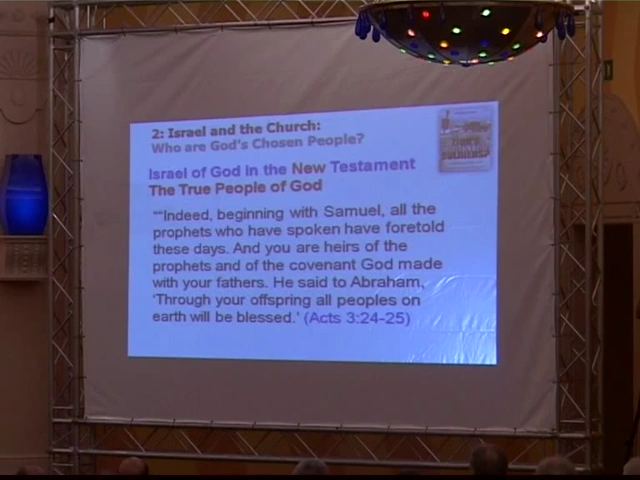 2: Israel and the Church:
Who are God's Chosen People?
Israel of God in the New Testament
The True People of God
““Indeed, beginning with Samuel, all the
prophets who have spoken have foretold
these days. And you are heirs of the
prophets and of the covenant God made
with your fathers. He said to Abraham,
‘Through your offspring all peoples on
earth will be blessed.’ (Acts 3:24-25)